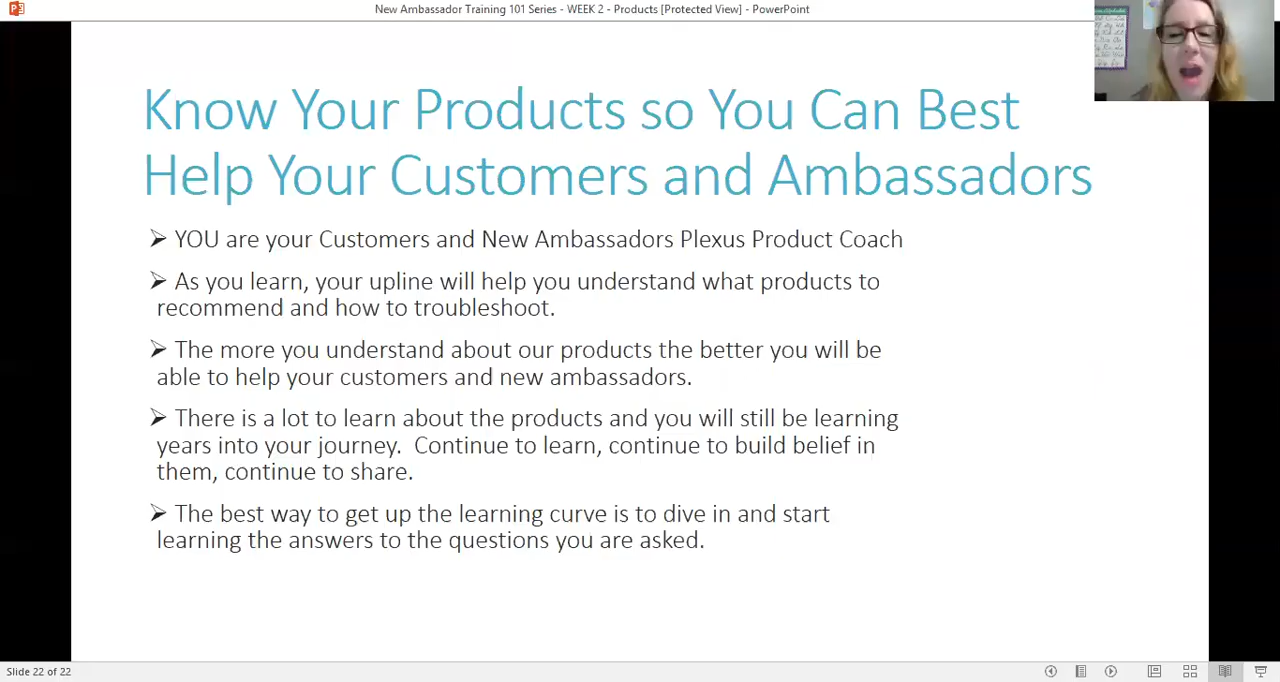 New Ambassador Training 101 Series - WEEK 2 - Products [Protected View] - PowerPoint
Know Your Products so You Can Best
Help Your Customers and Ambassadors
➢ YOU are your Customers and New Ambassadors Plexus Product Coach
➢ As you learn, your upline will help you understand what products to
recommend and how to troubleshoot.
➢ The more you understand about our products the better you will be
able to help your customers and new ambassadors.
➢ There is a lot to learn about the products and you will still be learning
years into your journey.  Continue to learn, continue to build belief in
them, continue to share.
➢ The best way to get up the learning curve is to dive in and start
learning the answers to the questions you are asked.
Slide 22 of 22